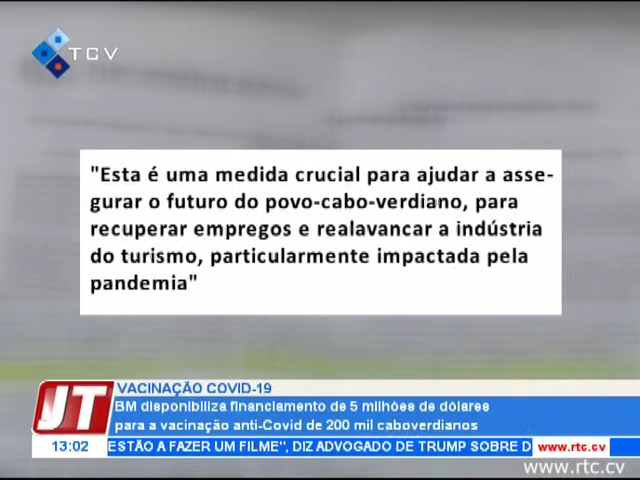 TCV
"Esta é uma medida crucial para ajudar a asse-
gurar o futuro do povo-cabo-verdiano, para
recuperar empregos e realavancar a indústria
do turismo, particularmente impactada pela
pandemia"
JT
VACINAÇÃO COVID-19
BM disponibiliza financiamento de 5 milhões de dólares
para a vacinação anti-Covid de 200 mil caboverdianos
13:02 ESTÃO A FAZER UM FILME", DIZ ADVOGADO DE TRUMP SOBRE D www.rtc.cv
www.rtc.cv